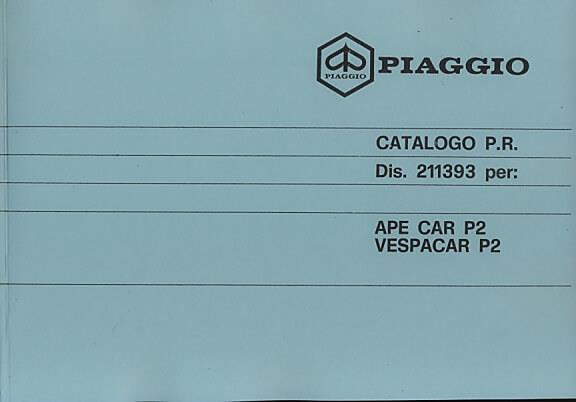 PIAGGIO
PIAGGIO
CATALOGO P.R.
Dis. 211393 per:
APE CAR P2
VESPACAR P2